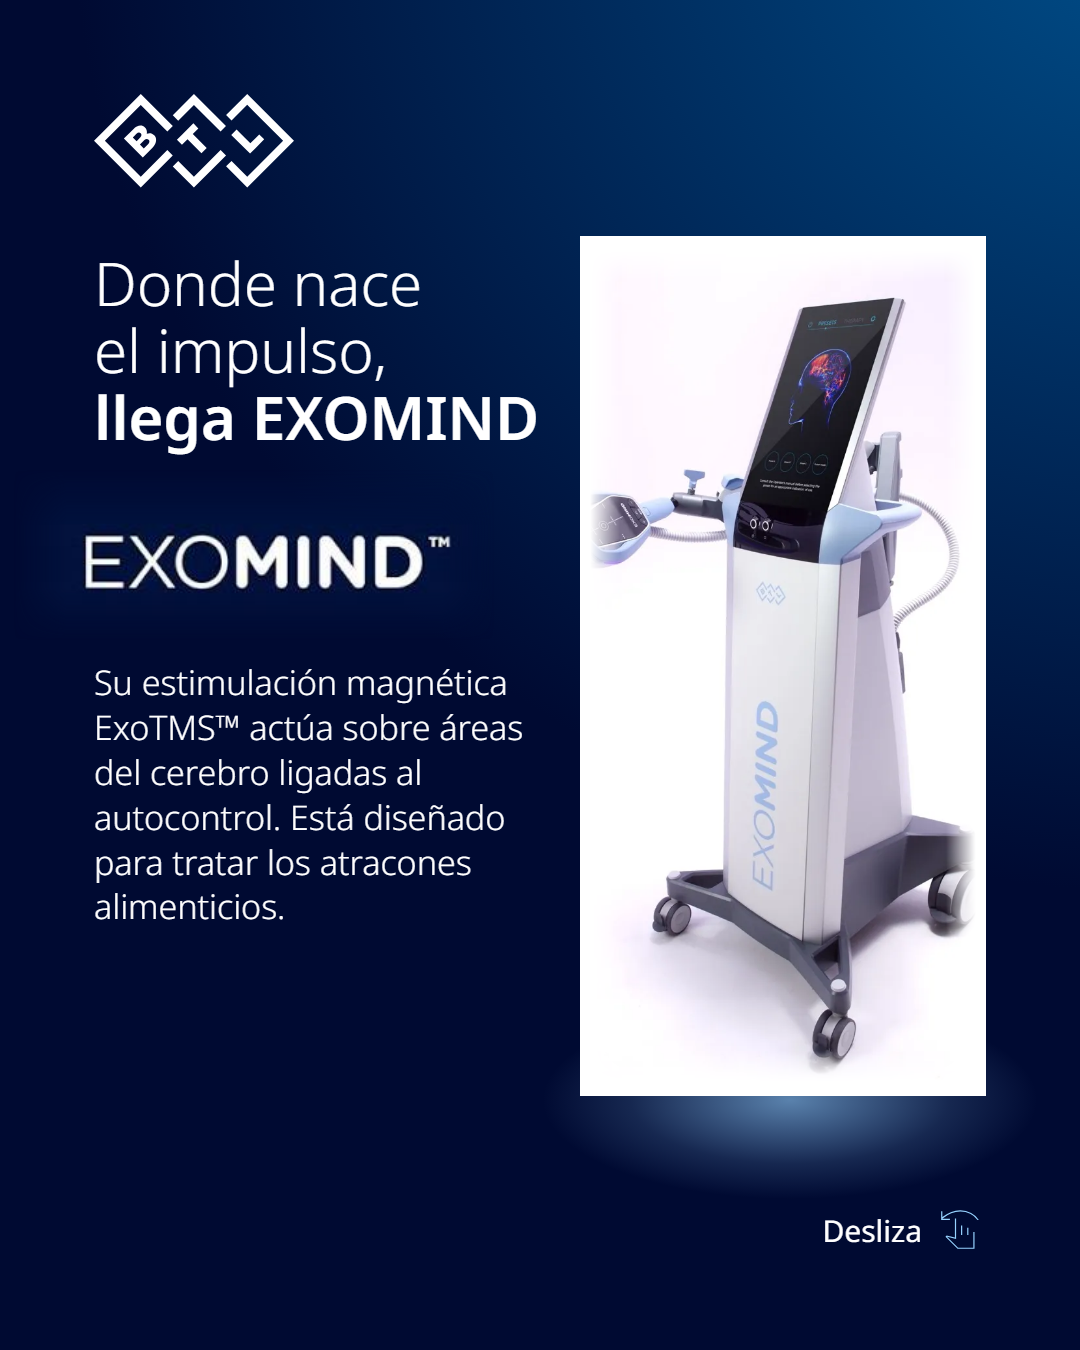 BTL
Donde nace
el impulso,
llega EXOMIND
EXOMIND™
Su estimulación magnética
ExoTMS™ actúa sobre áreas
del cerebro ligadas al
autocontrol. Está diseñado
para tratar los atracones
alimenticios.
BTL
EXOMIND
Desliza